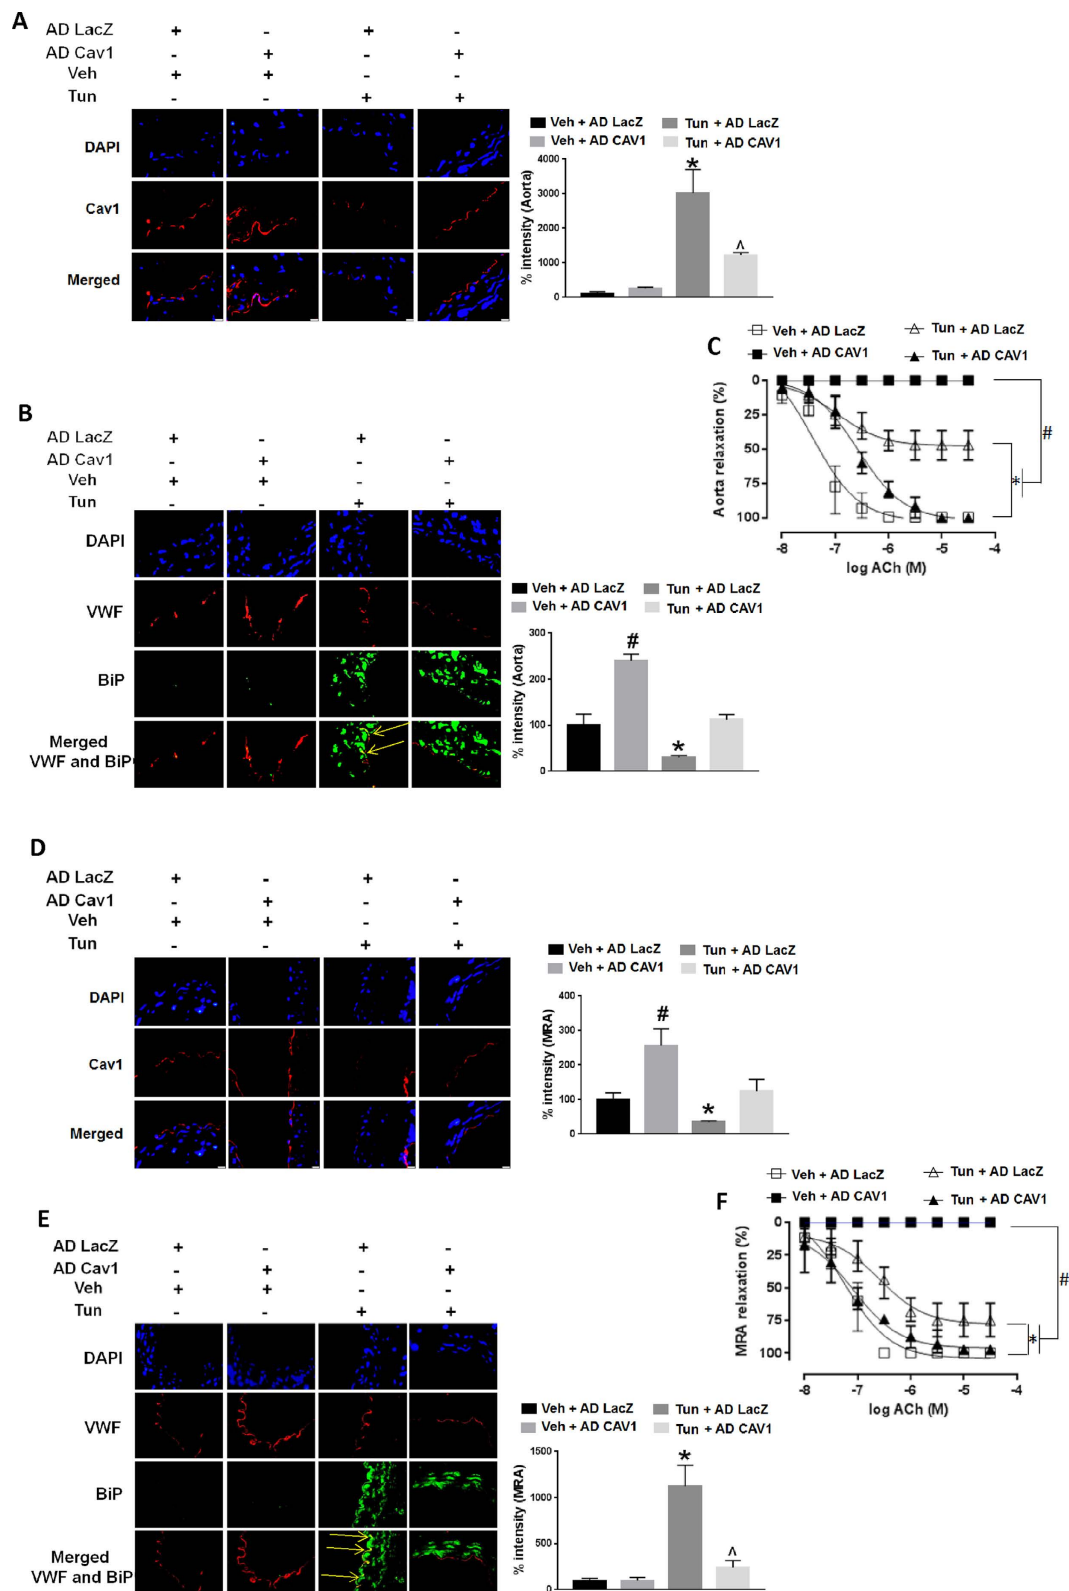 A
AD LacZ + - + -
AD Cav1 - + - +
Veh + + - -
Tun - - + +
DAPI
Cav1
Merged
Veh + AD LacZ Tun + AD LacZ
Veh + AD CAV1 Tun + AD CAV1
% intensity (Aorta)
4000
3000
2000
1000
0
*
^
C
Veh + AD LacZ Tun + AD LacZ
Veh + AD CAV1 Tun + AD CAV1
Aorta relaxation (%)
0
25
50
75
100
-8 -7 -6 -5 -4
log ACh (M)
* #
B
AD LacZ + - + -
AD Cav1 - + - +
Veh + + - -
Tun - - + +
DAPI
VWF
BiP
Merged
VWF and BiP
Veh + AD LacZ Tun + AD LacZ
Veh + AD CAV1 Tun + AD CAV1
% intensity (Aorta)
300
200
100
0
#
*
D
AD LacZ + - + -
AD Cav1 - + - +
Veh + + - -
Tun - - + +
DAPI
Cav1
Merged
Veh + AD LacZ Tun + AD LacZ
Veh + AD CAV1 Tun + AD CAV1
% intensity (MRA)
400
300
200
100
0
#
*
F
Veh + AD LacZ Tun + AD LacZ
Veh + AD CAV1 Tun + AD CAV1
MRA relaxation (%)
0
25
50
75
100
-8 -7 -6 -5 -4
log ACh (M)
* #
E
AD LacZ + - + -
AD Cav1 - + - +
Veh + + - -
Tun - - + +
DAPI
VWF
BiP
Merged
VWF and BiP
Veh + AD LacZ Tun + AD LacZ
Veh + AD CAV1 Tun + AD CAV1
% intensity (MRA)
1500
1000
500
0
*
^